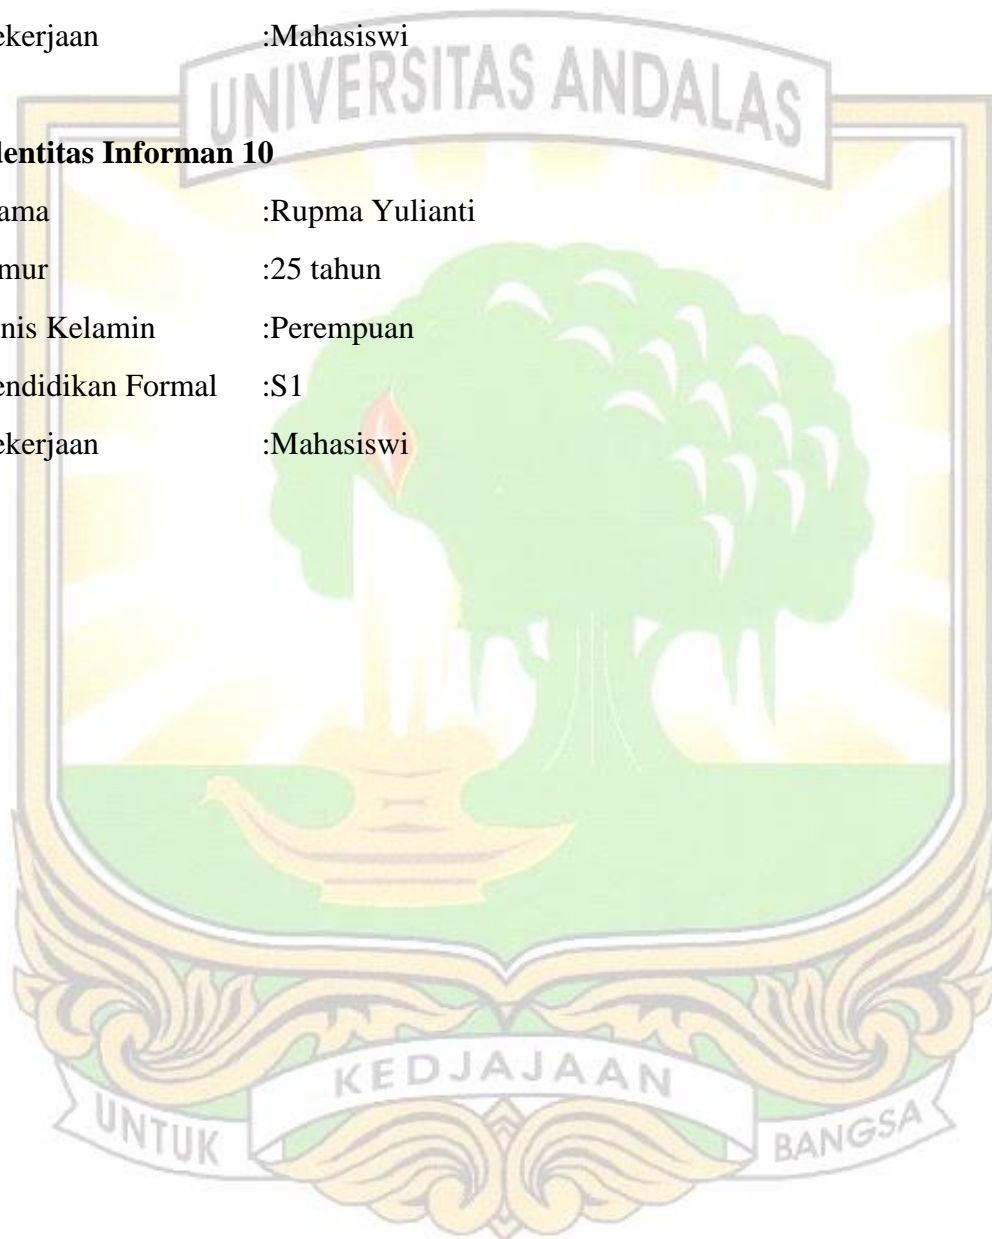 ekerjaan :Mahasiswi
UNIVERSITAS ANDALAS
dentitas Informan 10
ama :Rupma Yulianti
mur :25 tahun
nis Kelamin :Perempuan
endidikan Formal :S1
ekerjaan :Mahasiswi
UNTUK KEDJAJAAN BANGSA